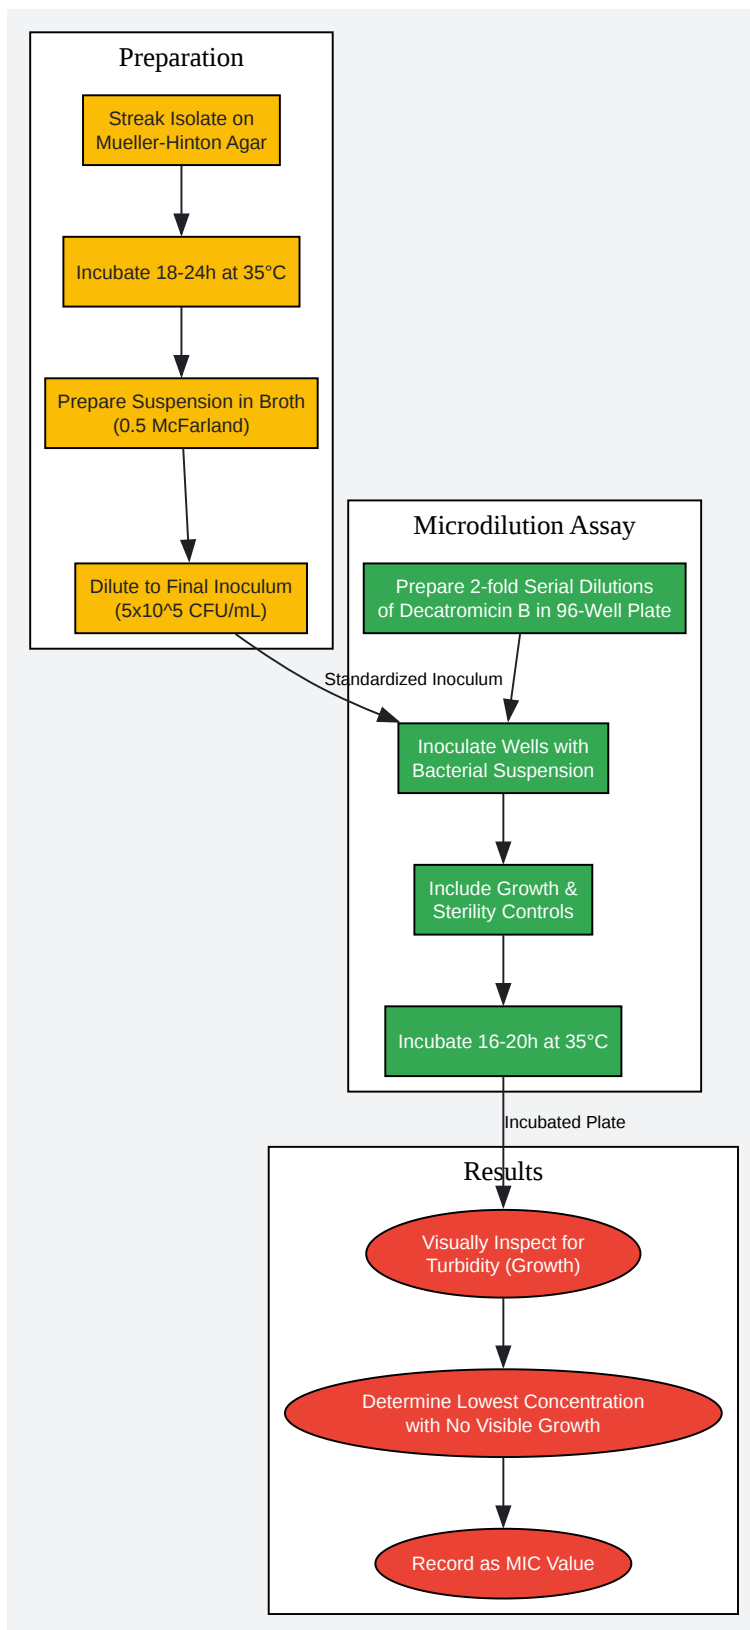 Preparation
Streak Isolate on
Mueller-Hinton Agar
Incubate 18-24h at 35°C
Prepare Suspension in Broth
(0.5 McFarland)
Dilute to Final Inoculum
(5x10^5 CFU/mL)
Standardized Inoculum
Microdilution Assay
Prepare 2-fold Serial Dilutions
of Decatromicin B in 96-Well Plate
Inoculate Wells with
Bacterial Suspension
Include Growth &
Sterility Controls
Incubate 16-20h at 35°C
Incubated Plate
Results
Visually Inspect for
Turbidity (Growth)
Determine Lowest Concentration
with No Visible Growth
Record as MIC Value